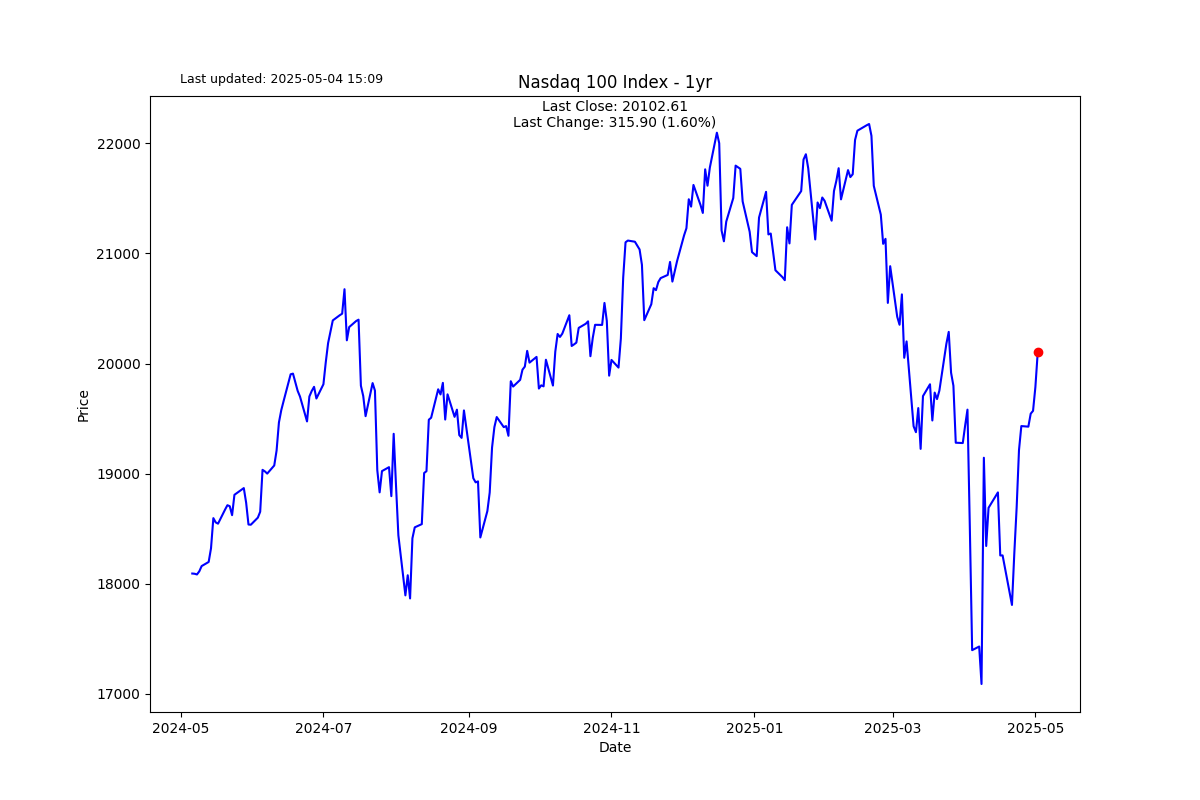 Last updated: 2025-05-04 15:09
Nasdaq 100 Index - 1yr
Last Close: 20102.61
Last Change: 315.90 (1.60%)
22000
21000
20000
19000
18000
17000
Price
2024-05
2024-07
2024-09
2024-11
2025-01
2025-03
2025-05
Date